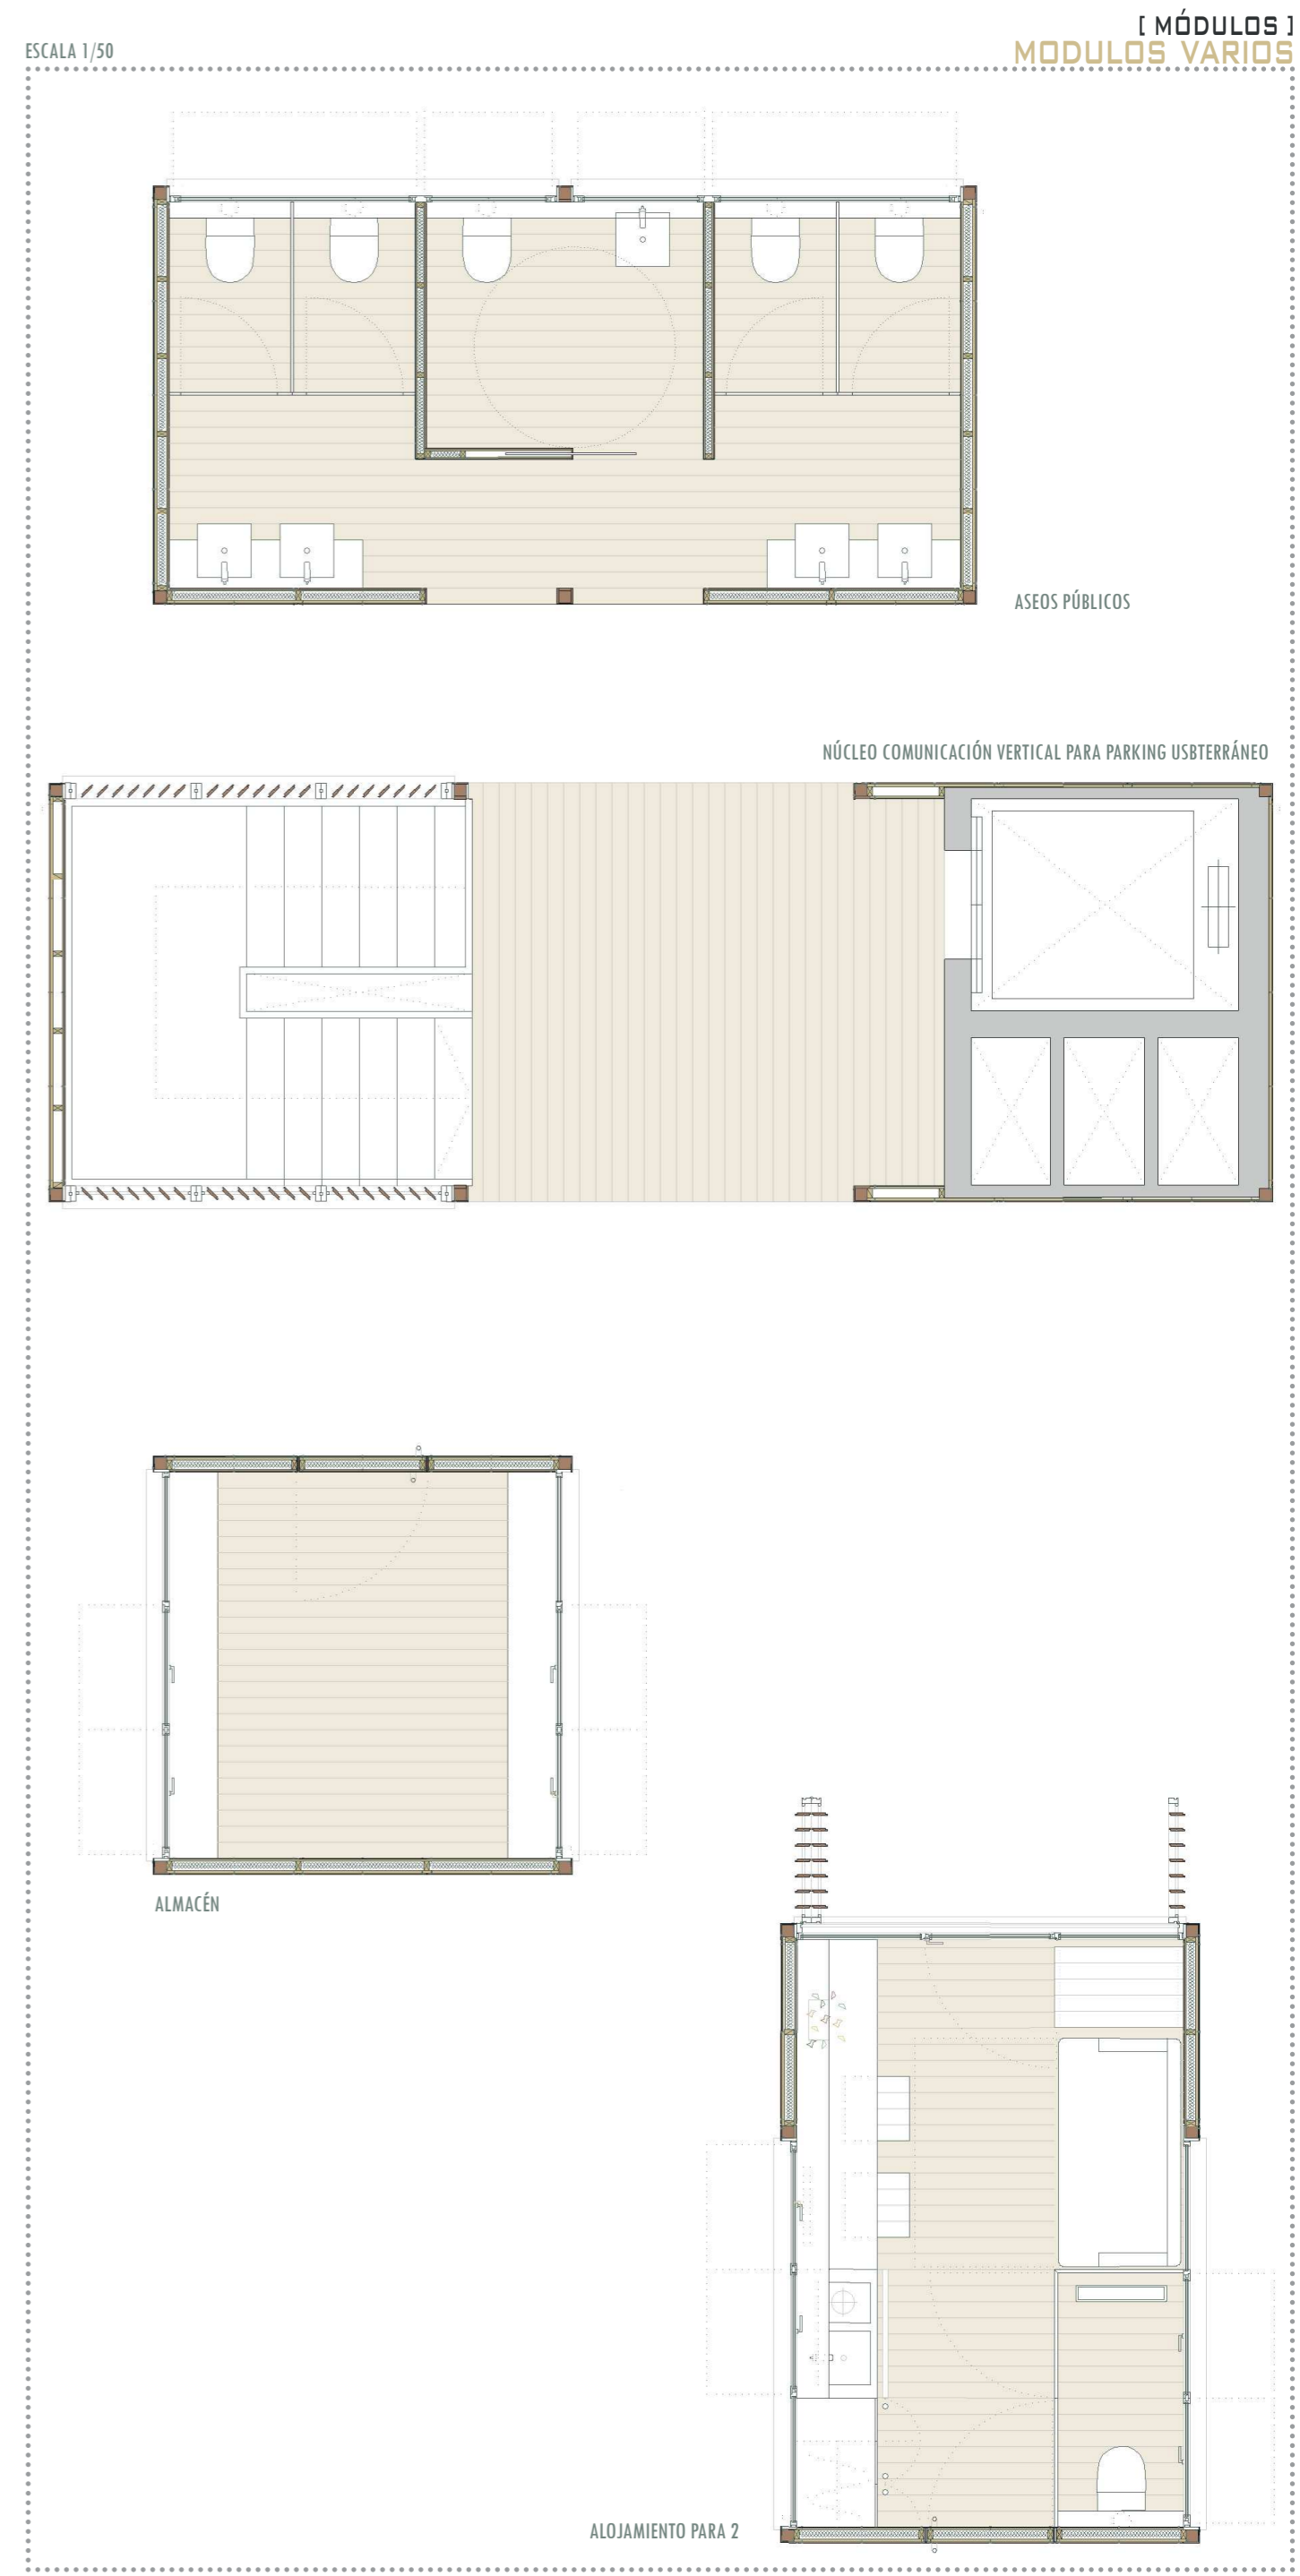 [ MÓDULOS ]
ESCALA 1/50
MODULOS VARIOS
ASEOS PÚBLICOS
NÚCLEO COMUNICACIÓN VERTICAL PARA PARKING USBTERRÁNEO
ALMACÉN
ALOJAMIENTO PARA 2